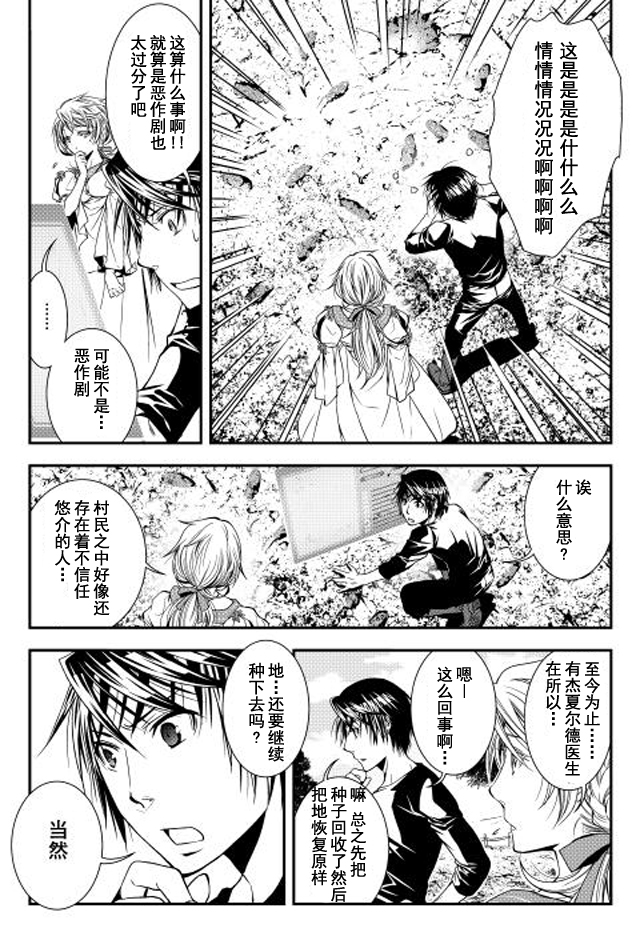 这是是是是什什么么
情情情况况况啊啊啊啊
这算什么事啊!!
就算是恶作剧也
太过分了吧
……
可能不是…
恶作剧
诶
什么意思?
村民之中好像还
存在着不信任
悠介的人…
至今为止……
有杰夏尔德医生
在所以…
嗯—
这么回事啊…
嘛 总之先把
种子回收了然后
把地恢复原样
地…还要继续
种下去吗?
当然